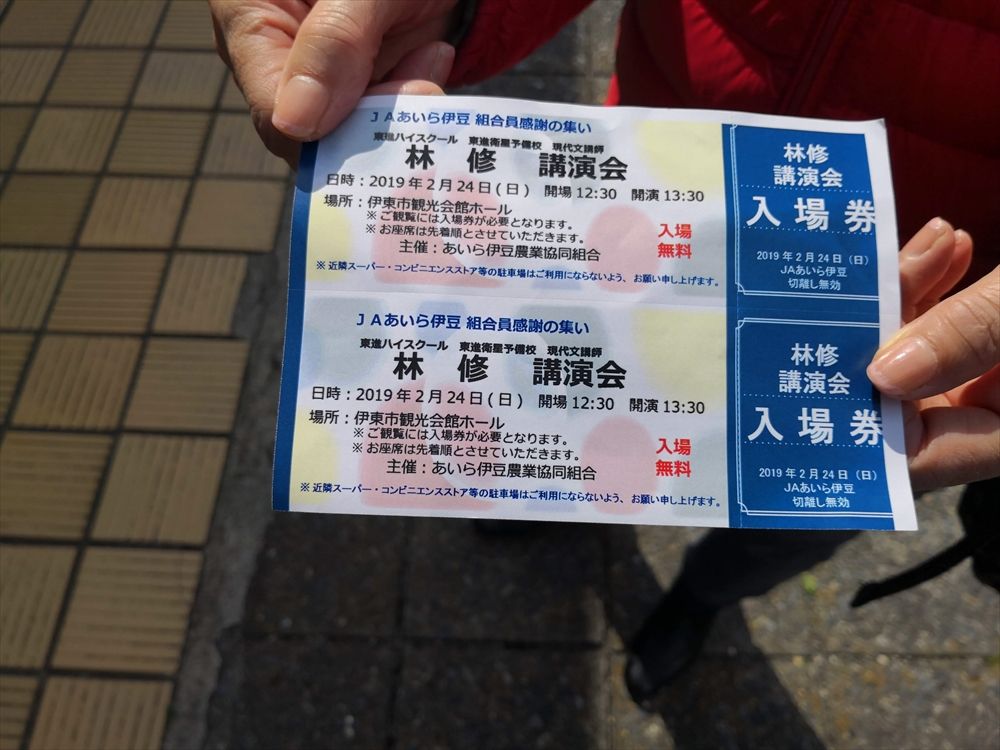 JAあいら伊豆 組合員感謝の集い
東進ハイスクール 東進衛星予備校 現代文講師
林 修 講演会
日時：2019年2月24日(日) 開場12:30 開演13:30
場所：伊東市観光会館ホール
※ご観覧には入場券が必要となります。
※お座席は先着順とさせていただきます。
主催：あいら伊豆農業協同組合
入場
無料
※近隣スーパー・コンビニエンスストア等の駐車場はご利用にならないよう、お願い申し上げます。
林修
講演会
入場券
2019年2月24日（日）
JAあいら伊豆
切離し無効
JAあいら伊豆 組合員感謝の集い
東進ハイスクール 東進衛星予備校 現代文講師
林 修 講演会
日時：2019年2月24日(日) 開場12:30 開演13:30
場所：伊東市観光会館ホール
※ご観覧には入場券が必要となります。
※お座席は先着順とさせていただきます。
主催：あいら伊豆農業協同組合
入場
無料
※近隣スーパー・コンビニエンスストア等の駐車場はご利用にならないよう、お願い申し上げます。
林修
講演会
入場券
2019年2月24日（日）
JAあいら伊豆
切離し無効